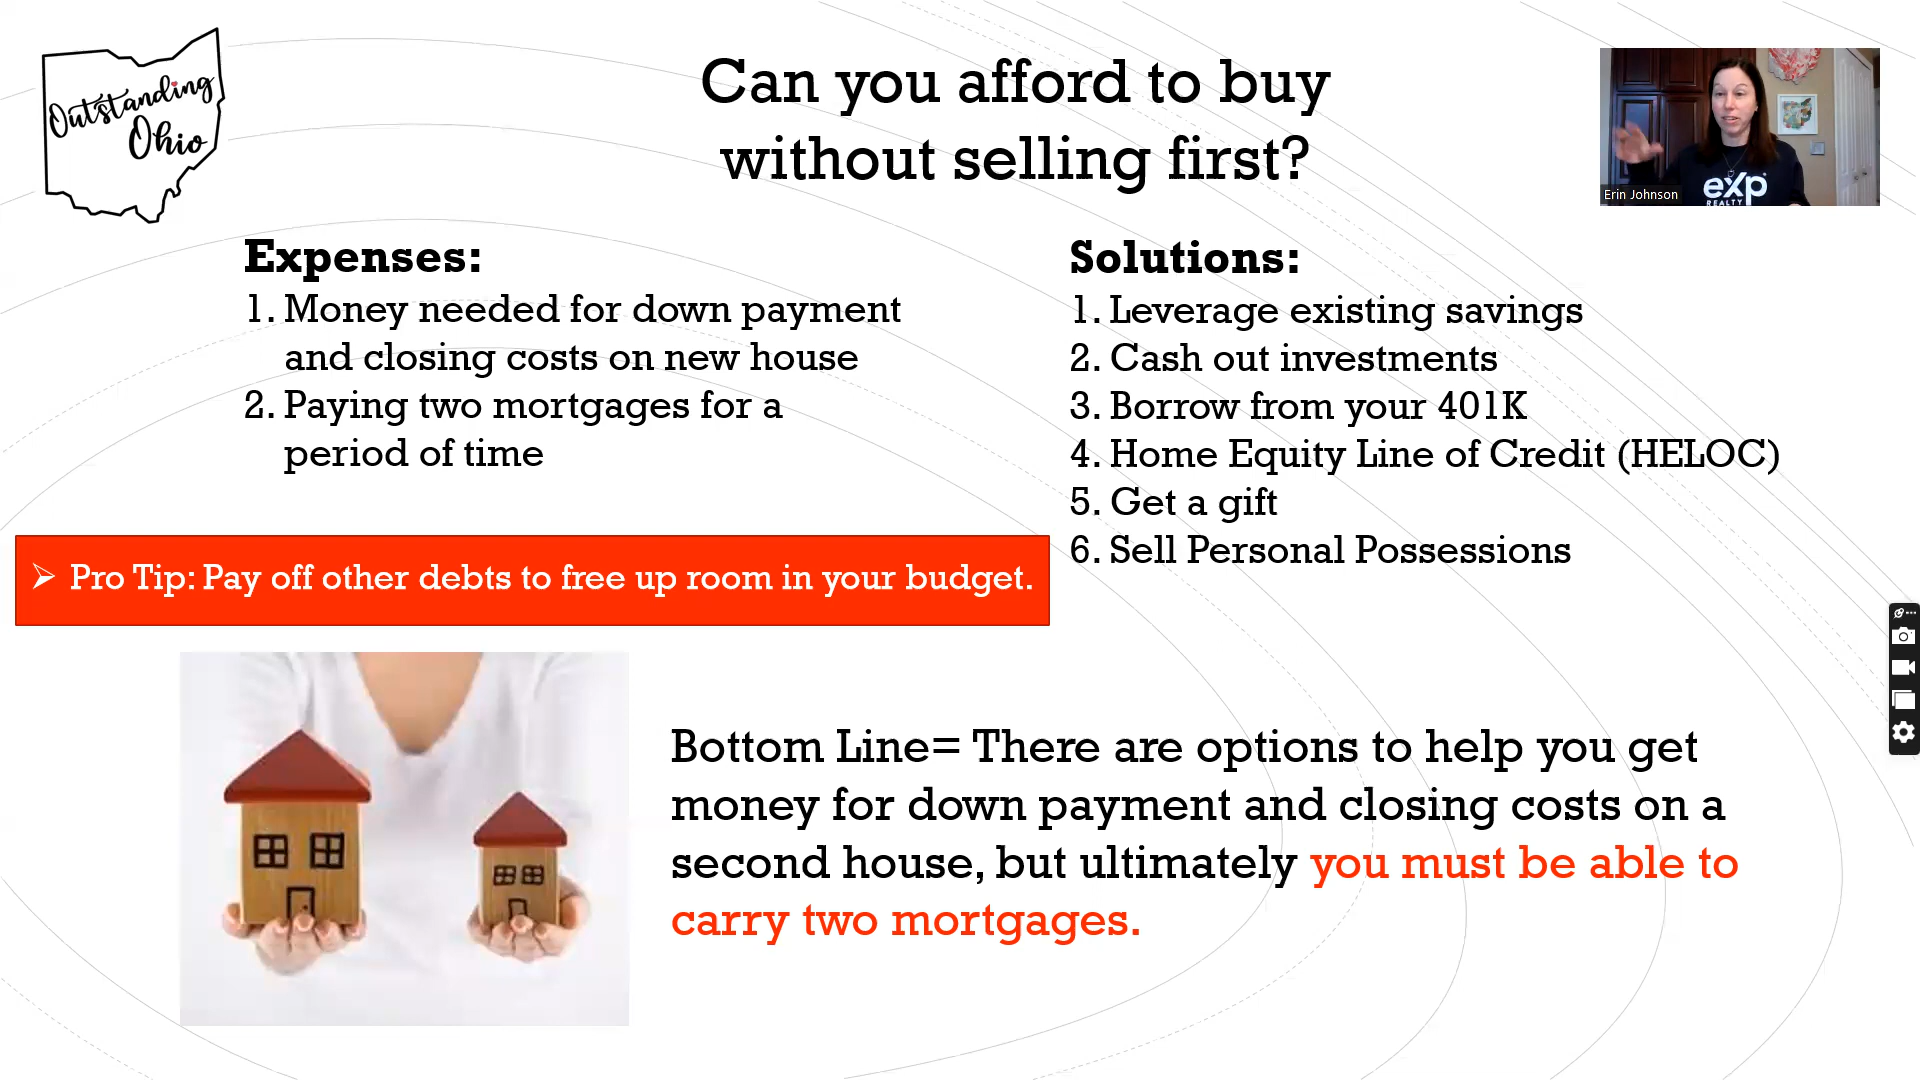 Outstanding
Ohio
Can you afford to buy
without selling first?
Erin Johnson
eXp
REALTY
Expenses:
1. Money needed for down payment
and closing costs on new house
2. Paying two mortgages for a
period of time
Solutions:
1. Leverage existing savings
2. Cash out investments
3. Borrow from your 401K
4. Home Equity Line of Credit (HELOC)
5. Get a gift
6. Sell Personal Possessions
➢ Pro Tip: Pay off other debts to free up room in your budget.
Bottom Line= There are options to help you get
money for down payment and closing costs on a
second house, but ultimately you must be able to
carry two mortgages.